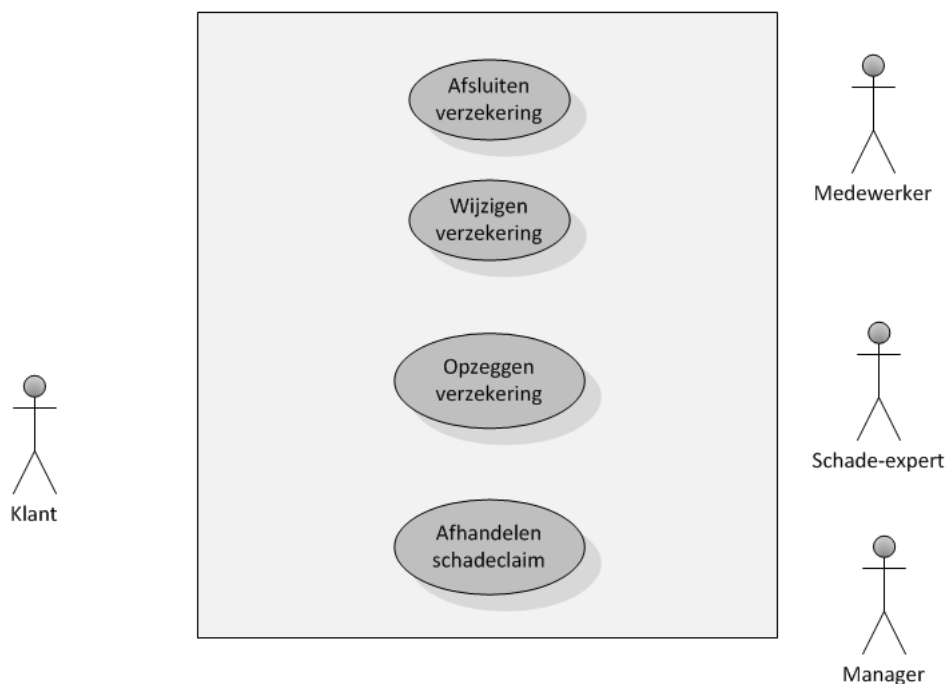 Afsluiten
verzekering
Medewerker
Wijzigen
verzekering
Opzeggen
verzekering
Schade-expert
Klant
Afhandelen
schadeclaim
Manager